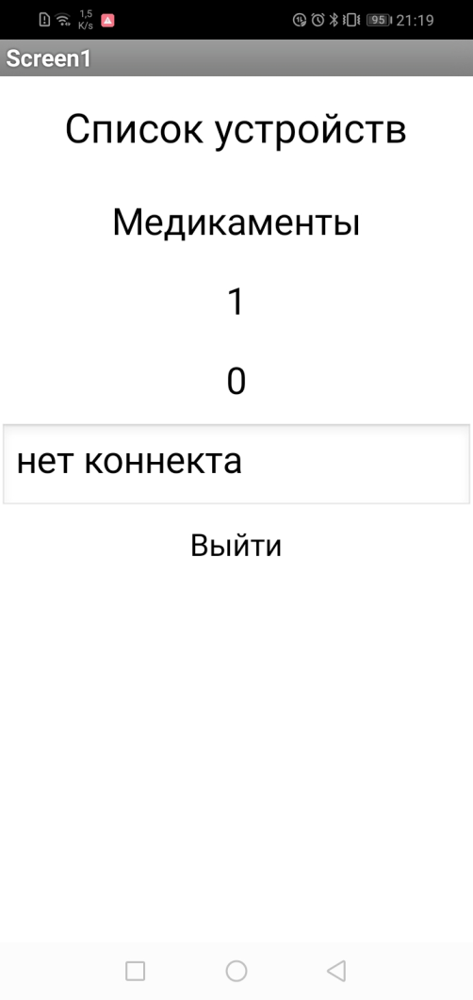 1,5
K/s
95 21:19
Screen1
Список устройств
Медикаменты
1
0
нет коннекта
Выйти